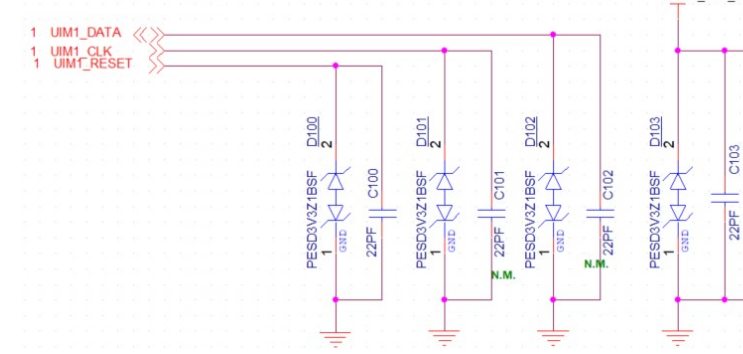 1 UIM1_DATA
1 UIM1_CLK
1 UIM1_RESET
D100
2
PESD3V3Z1BSF
1
GND
C100
22PF
D101
2
PESD3V3Z1BSF
1
GND
C101
22PF
N.M.
D102
2
PESD3V3Z1BSF
1
GND
C102
22PF
N.M.
D103
2
PESD3V3Z1BSF
1
GND
C103
22PF